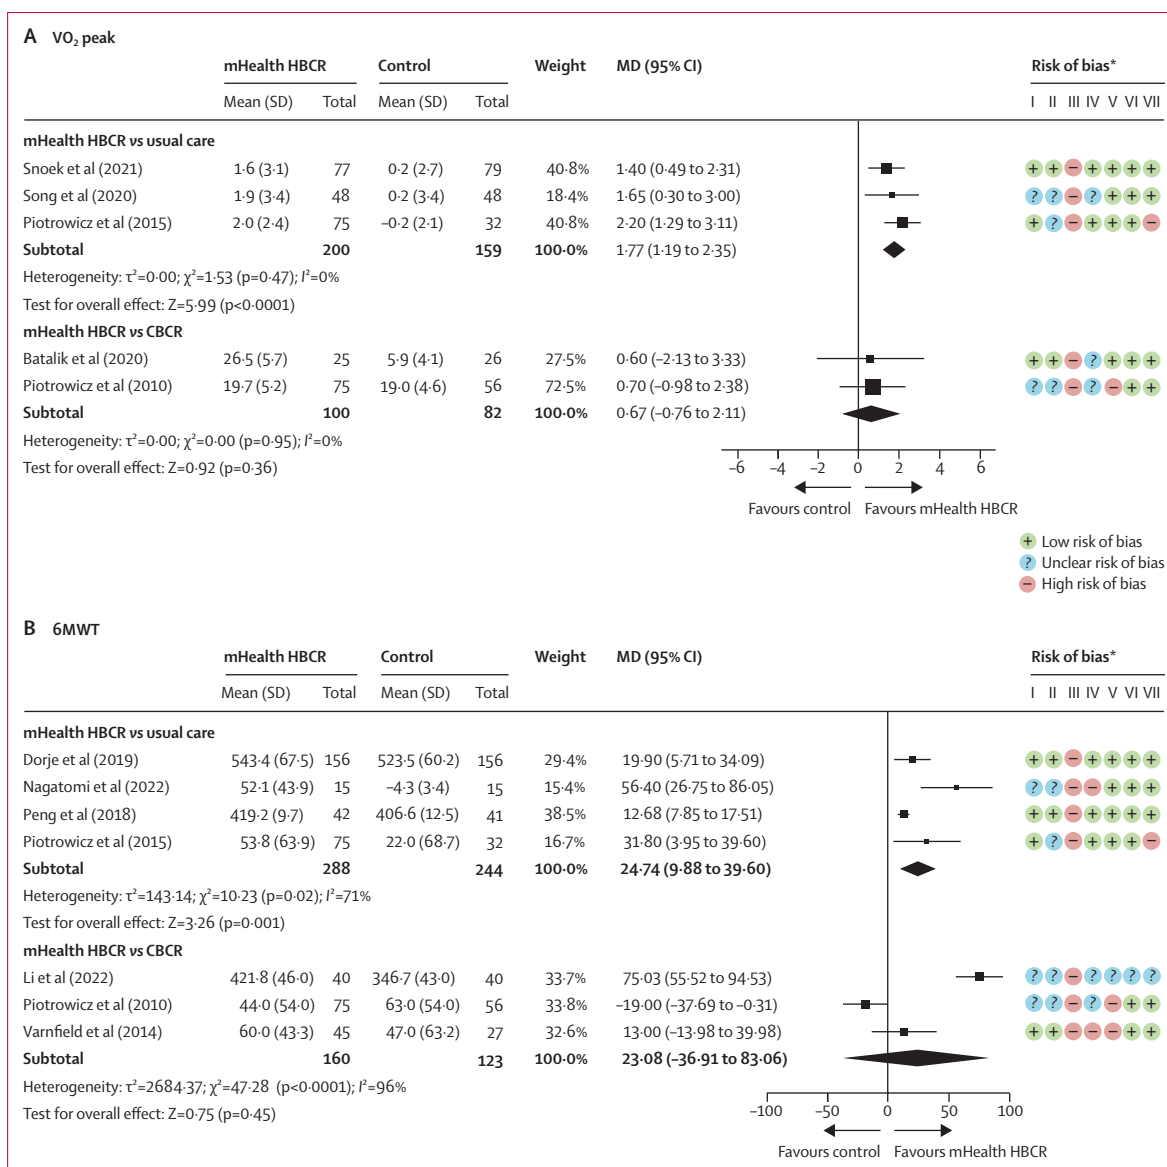 A VO₂ peak
mHealth HBCR Control Weight MD (95% CI) Risk of bias*
Mean (SD) Total Mean (SD) Total I II III IV V VI VII
mHealth HBCR vs usual care
Snoek et al (2021) 1·6 (3·1) 77 0·2 (2·7) 79 40·8% 1·40 (0·49 to 2·31) + + − + + + +
Song et al (2020) 1·9 (3·4) 48 0·2 (3·4) 48 18·4% 1·65 (0·30 to 3·00) ? ? − ? + + +
Piotrowicz et al (2015) 2·0 (2·4) 75 −0·2 (2·1) 32 40·8% 2·20 (1·29 to 3·11) + ? − + + + −
Subtotal 200 159 100·0% 1·77 (1·19 to 2·35)
Heterogeneity: τ²=0·00; χ²=1·53 (p=0·47); I²=0%
Test for overall effect: Z=5·99 (p<0·0001)
mHealth HBCR vs CBCR
Batalik et al (2020) 26·5 (5·7) 25 5·9 (4·1) 26 27·5% 0·60 (−2·13 to 3·33) + + − ? + + +
Piotrowicz et al (2010) 19·7 (5·2) 75 19·0 (4·6) 56 72·5% 0·70 (−0·98 to 2·38) ? ? − ? − + +
Subtotal 100 82 100·0% 0·67 (−0·76 to 2·11)
Heterogeneity: τ²=0·00; χ²=0·00 (p=0·95); I²=0%
Test for overall effect: Z=0·92 (p=0·36)
−6 −4 −2 0 2 4 6
Favours control Favours mHealth HBCR
+ Low risk of bias
? Unclear risk of bias
− High risk of bias
B 6MWT
mHealth HBCR Control Weight MD (95% CI) Risk of bias*
Mean (SD) Total Mean (SD) Total I II III IV V VI VII
mHealth HBCR vs usual care
Dorje et al (2019) 543·4 (67·5) 156 523·5 (60·2) 156 29·4% 19·90 (5·71 to 34·09) + + − + + + +
Nagatomi et al (2022) 52·1 (43·9) 15 −4·3 (3·4) 15 15·4% 56·40 (26·75 to 86·05) ? ? − − + + +
Peng et al (2018) 419·2 (9·7) 42 406·6 (12·5) 41 38·5% 12·68 (7·85 to 17·51) + + − + + + +
Piotrowicz et al (2015) 53·8 (63·9) 75 22·0 (68·7) 32 16·7% 31·80 (3·95 to 39·60) + ? − + + + −
Subtotal 288 244 100·0% 24·74 (9·88 to 39·60)
Heterogeneity: τ²=143·14; χ²=10·23 (p=0·02); I²=71%
Test for overall effect: Z=3·26 (p=0·001)
mHealth HBCR vs CBCR
Li et al (2022) 421·8 (46·0) 40 346·7 (43·0) 40 33·7% 75·03 (55·52 to 94·53) ? ? − ? ? ? ?
Piotrowicz et al (2010) 44·0 (54·0) 75 63·0 (54·0) 56 33·8% −19·00 (−37·69 to −0·31) ? ? − ? − + +
Varnfield et al (2014) 60·0 (43·3) 45 47·0 (63·2) 27 32·6% 13·00 (−13·98 to 39·98) + + − − − + +
Subtotal 160 123 100·0% 23·08 (−36·91 to 83·06)
Heterogeneity: τ²=2684·37; χ²=47·28 (p<0·0001); I²=96%
Test for overall effect: Z=0·75 (p=0·45)
−100 −50 0 50 100
Favours control Favours mHealth HBCR